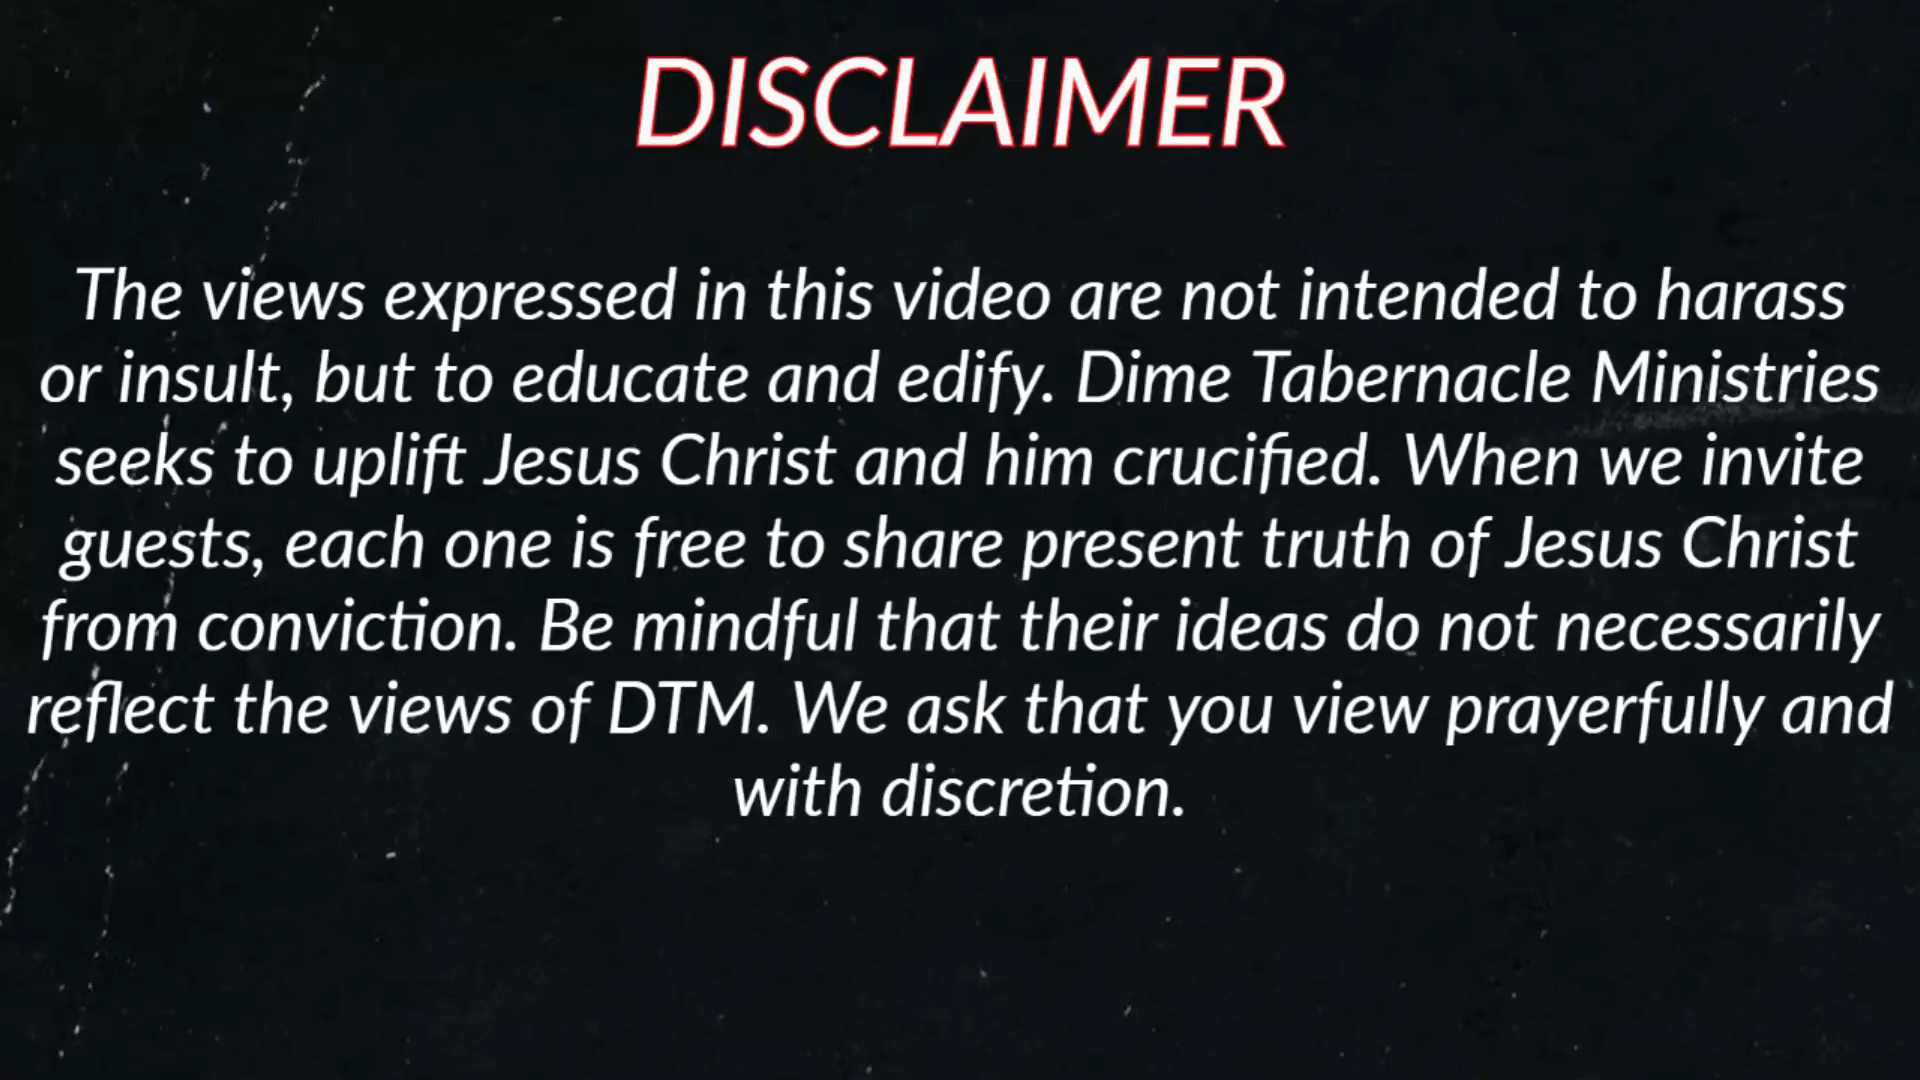 DISCLAIMER
The views expressed in this video are not intended to harass
or insult, but to educate and edify. Dime Tabernacle Ministries
seeks to uplift Jesus Christ and him crucified. When we invite
guests, each one is free to share present truth of Jesus Christ
from conviction. Be mindful that their ideas do not necessarily
reflect the views of DTM. We ask that you view prayerfully and
with discretion.